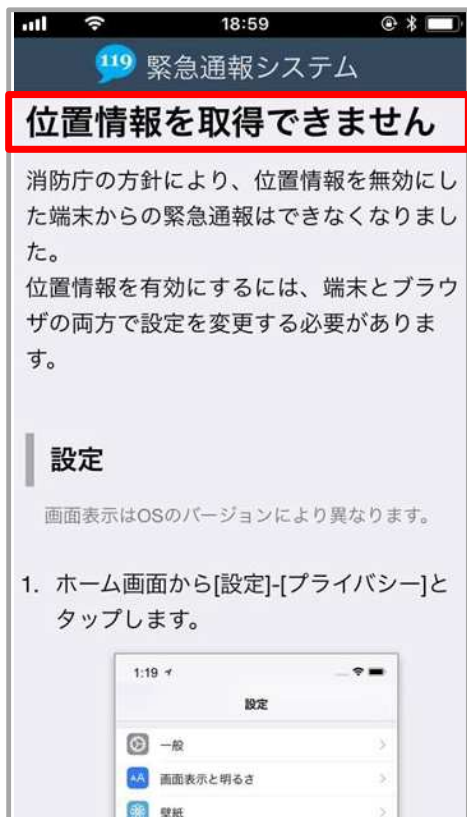 18:59
119 緊急通報システム
位置情報を取得できません
消防庁の方針により、位置情報を無効にし
た端末からの緊急通報はできなくなりまし
た。
位置情報を有効にするには、端末とブラウ
ザの両方で設定を変更する必要がありま
す。
設定
画面表示はOSのバージョンにより異なります。
1. ホーム画面から[設定]-[プライバシー]と
タップします。
1:19
設定
一般
AA 画面表示と明るさ
壁紙